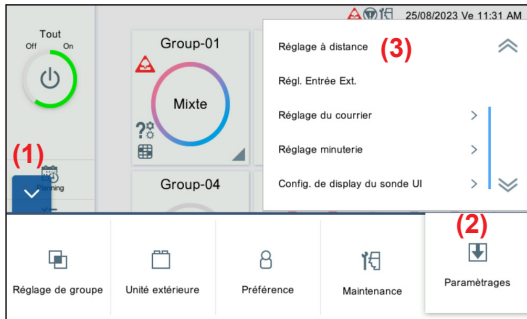 25/08/2023 Ve 11:31 AM
Tout
Off On
Group-01
Mixte
Réglage à distance
(3)
Régl. Entrée Ext.
Réglage du courrier
Réglage minuterie
Config. de display du sonde UI
(1)
Group-04
(2)
Réglage de groupe
Unité extérieure
Préférence
Maintenance
Paramètrages